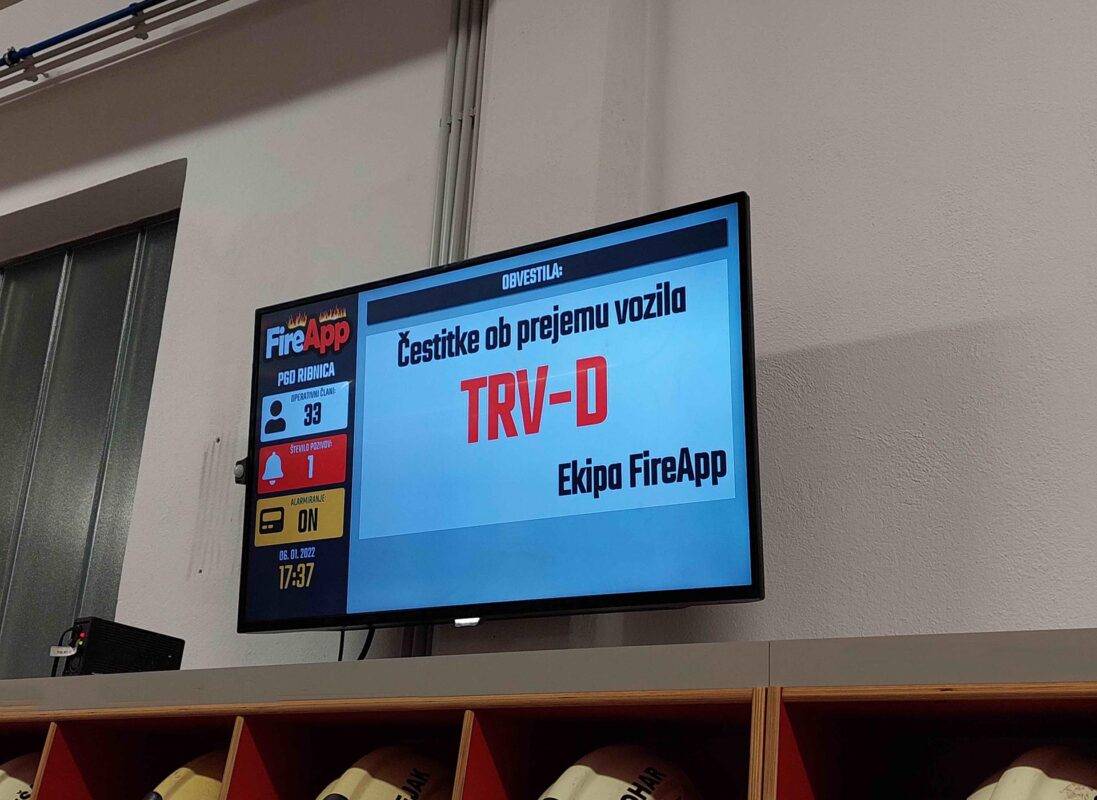 FireApp
PGD RIBNICA
OPERATIVNI ČLANI:
33
ŠTEVILO POZIVOV:
1
ALARMIRANJE:
ON
06. 01. 2022
17:37
OBVESTILA:
Čestitke ob prejemu vozila
TRV-D
Ekipa FireApp